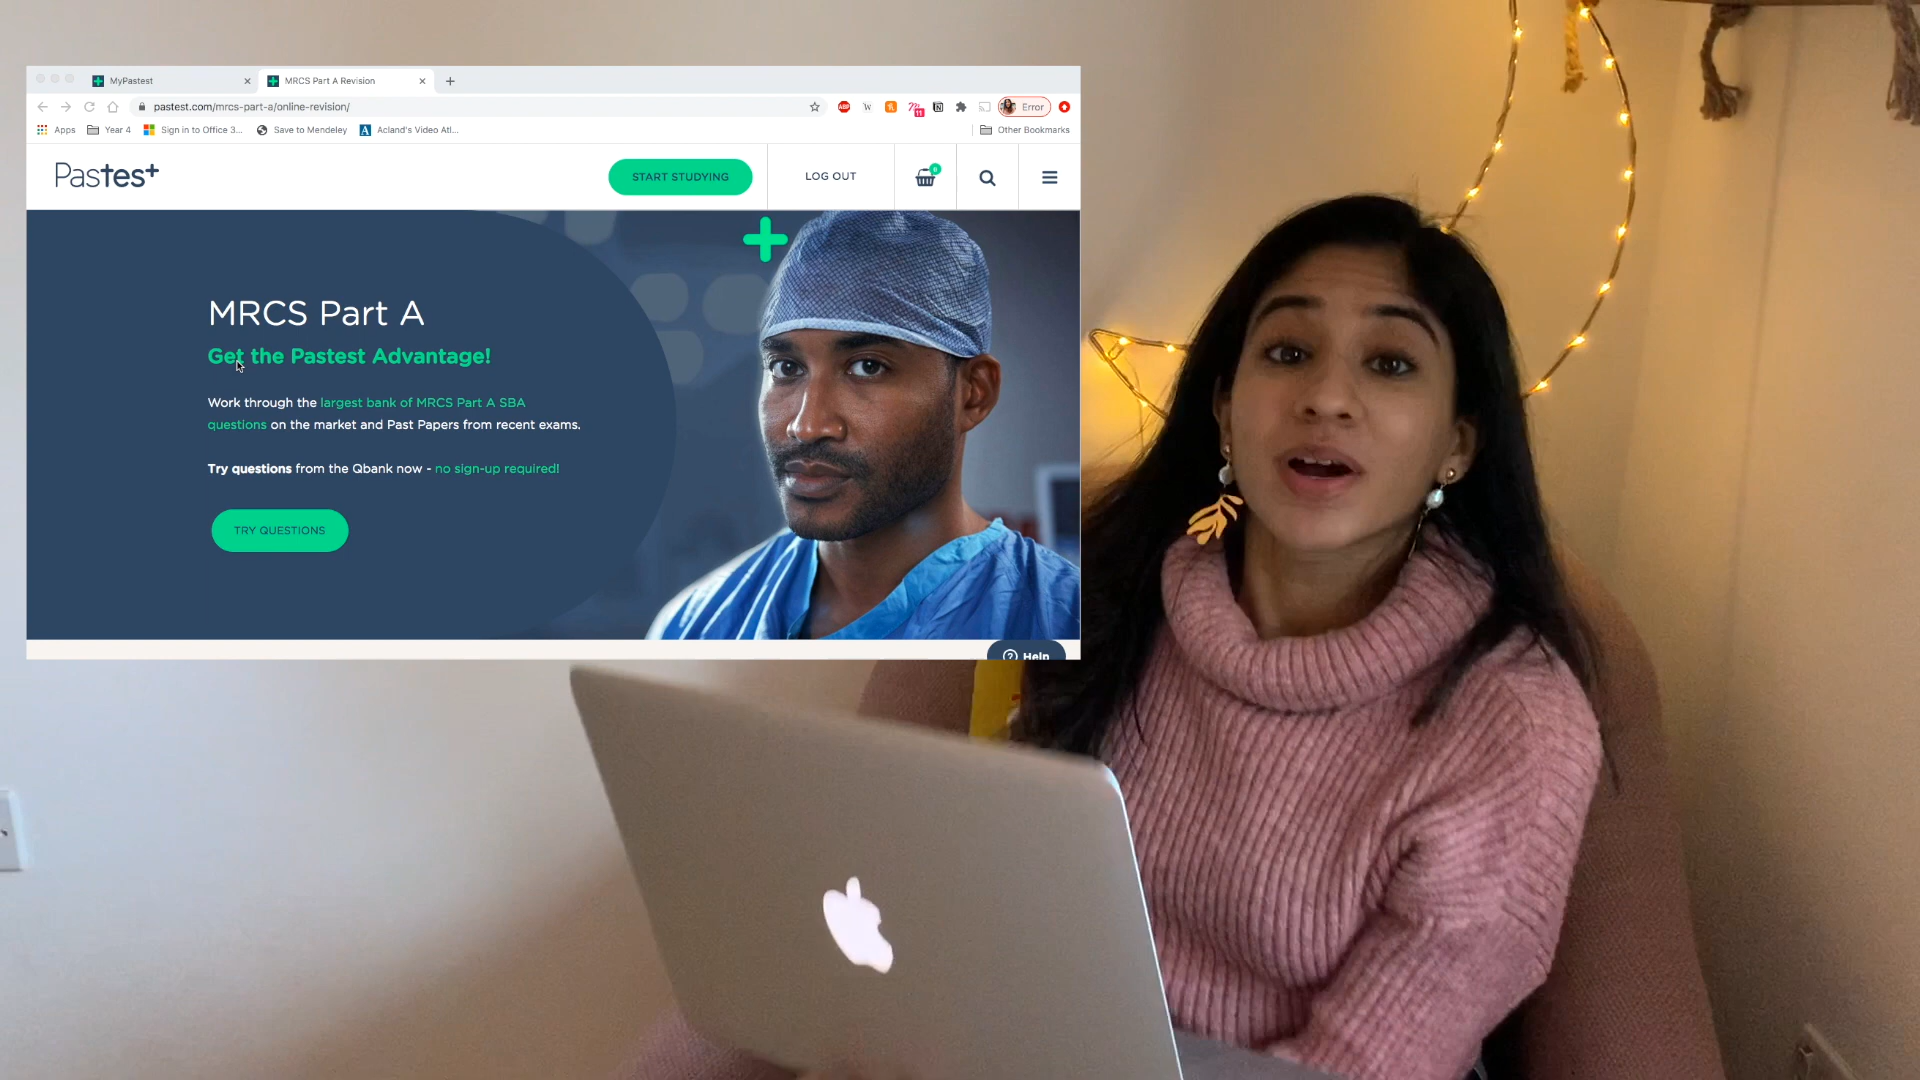 MyPastest
MRCS Part A Revision
pastest.com/mrcs-part-a/online-revision/
ABP
W
11
Error
Apps
Year 4
Sign in to Office 3...
Save to Mendeley
A
Acland's Video Atl...
Other Bookmarks
Pastest
START STUDYING
LOG OUT
0
MRCS Part A
Get the Pastest Advantage!
Work through the largest bank of MRCS Part A SBA
questions on the market and Past Papers from recent exams.
Try questions from the Qbank now - no sign-up required!
TRY QUESTIONS
? Help